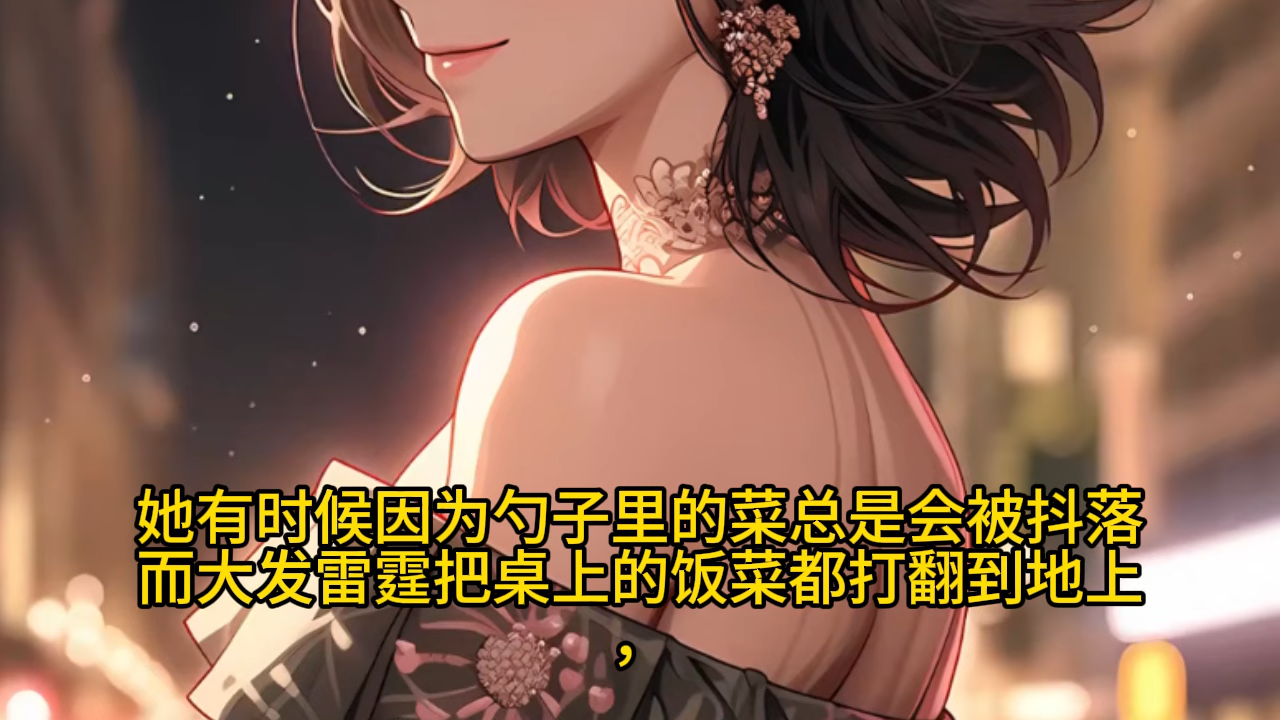 她有时候因为勺子里的菜总是会被抖落
而大发雷霆把桌上的饭菜都打翻到地上
，